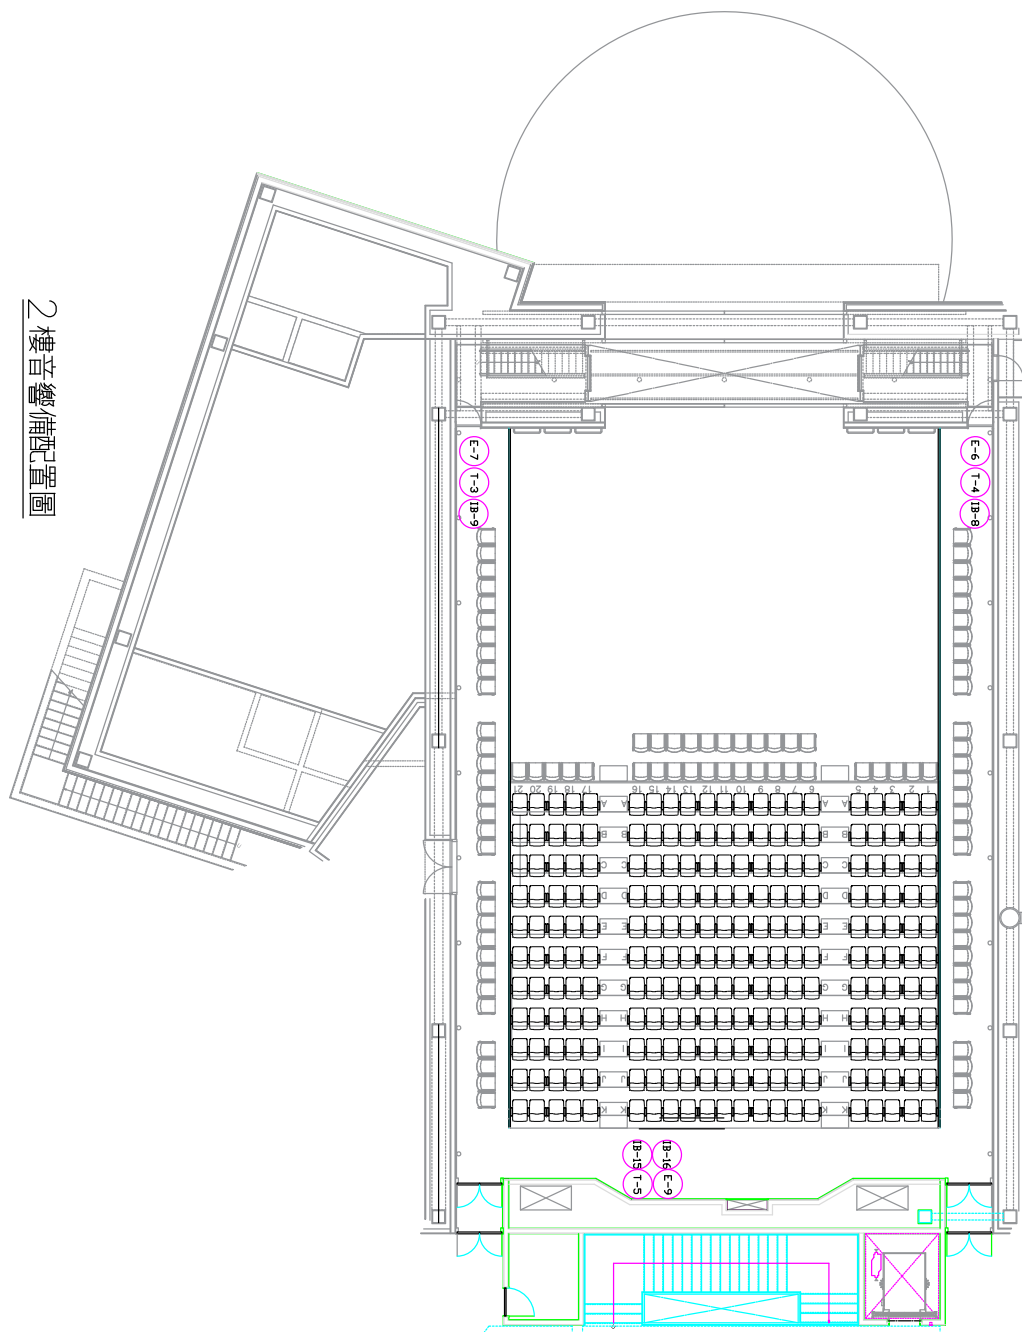 2樓音響備配置圖
E-7
T-3
IB-9
E-6
T-4
IB-8
21 20 19 18 17 16 15 14 13 12 11 10 9 8 7 6 5 4 3 2 1
A A
B B
C C
D D
E E
F F
G G
H H
I I
J J
K K
IB-15 IB-16
T-5 E-9